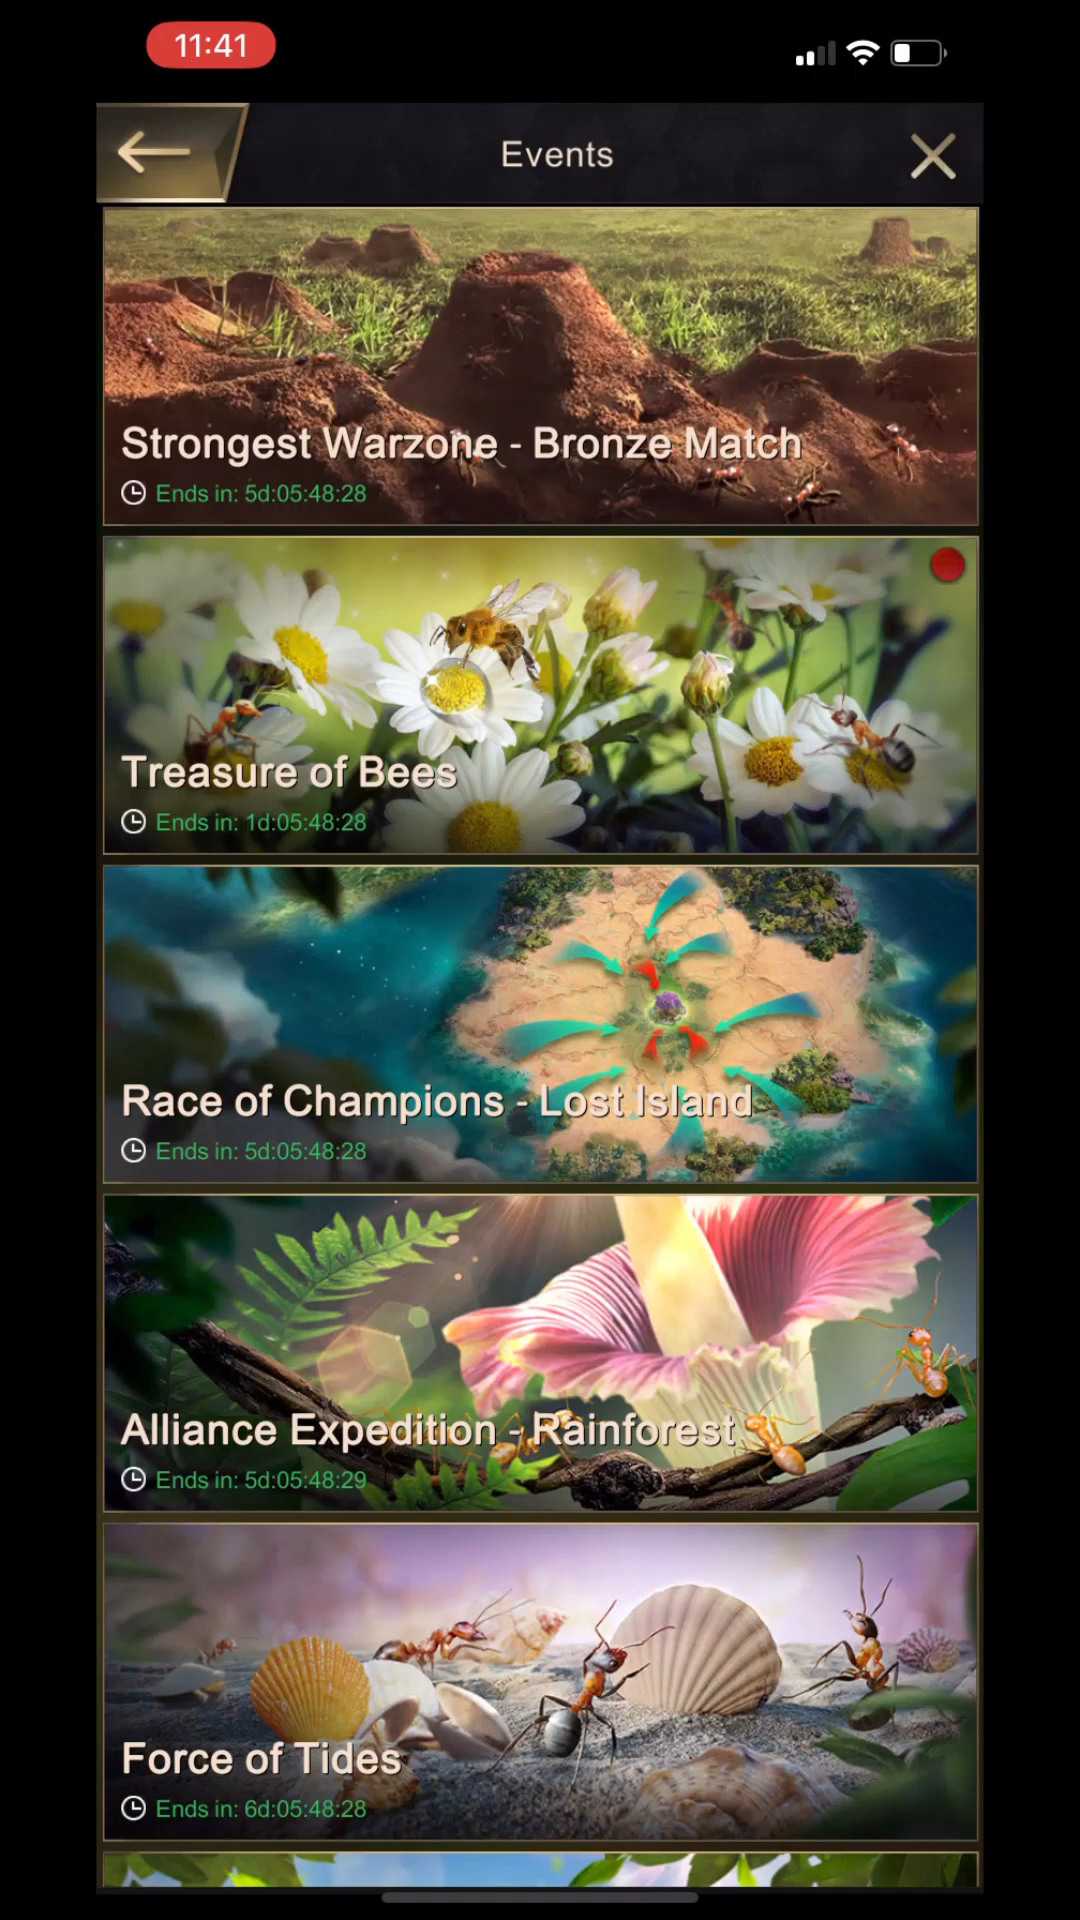 11:41
Events
Strongest Warzone - Bronze Match
Ends in: 5d:05:48:28
Treasure of Bees
Ends in: 1d:05:48:28
Race of Champions - Lost Island
Ends in: 5d:05:48:28
Alliance Expedition - Rainforest
Ends in: 5d:05:48:29
Force of Tides
Ends in: 6d:05:48:28